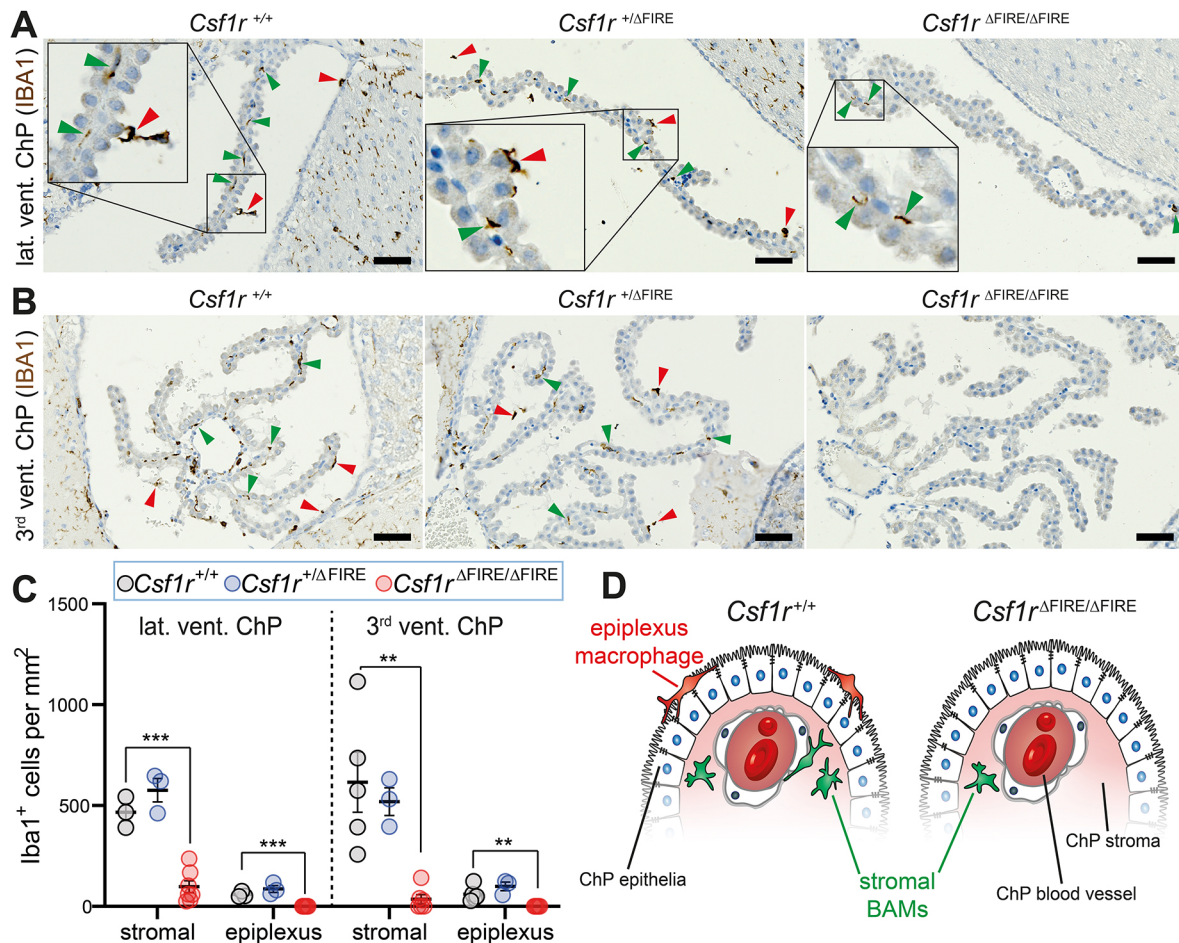 A
Csf1r +/+
Csf1r +/ΔFIRE
Csf1r ΔFIRE/ΔFIRE
lat. vent. ChP (IBA1)
B
Csf1r +/+
Csf1r +/ΔFIRE
Csf1r ΔFIRE/ΔFIRE
3rd vent. ChP (IBA1)
C
Csf1r+/+ Csf1r+/ΔFIRE Csf1rΔFIRE/ΔFIRE
lat. vent. ChP
3rd vent. ChP
Iba1+ cells per mm2
1500
1000
500
0
***
***
**
**
stromal
epiplexus
stromal
epiplexus
D
Csf1r+/+
Csf1rΔFIRE/ΔFIRE
epiplexus
macrophage
ChP epithelia
stromal
BAMs
ChP stroma
ChP blood vessel